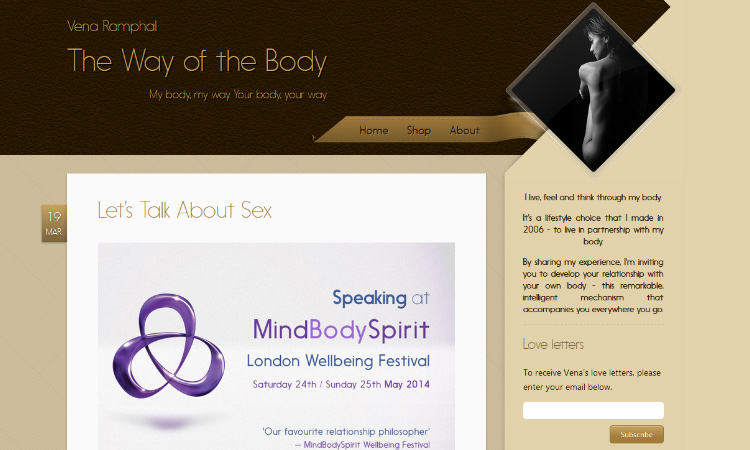 Vena Ramphal
The Way of the Body
My body, my way. Your body, your way
Home Shop About
19
MAR
Let's Talk About Sex
Speaking at
MindBodySpirit
London Wellbeing Festival
Saturday 24th / Sunday 25th May 2014
'Our favourite relationship philosopher'
— MindBodySpirit Wellbeing Festival
I live, feel and think through my body
It's a lifestyle choice that I made in
2006 - to live in partnership with my
body.
By sharing my experience, I'm inviting
you to develop your relationship with
your own body - this remarkable,
intelligent mechanism that
accompanies you everywhere you go.
Love letters
To receive Vena's love letters, please
enter your email below.
Subscribe